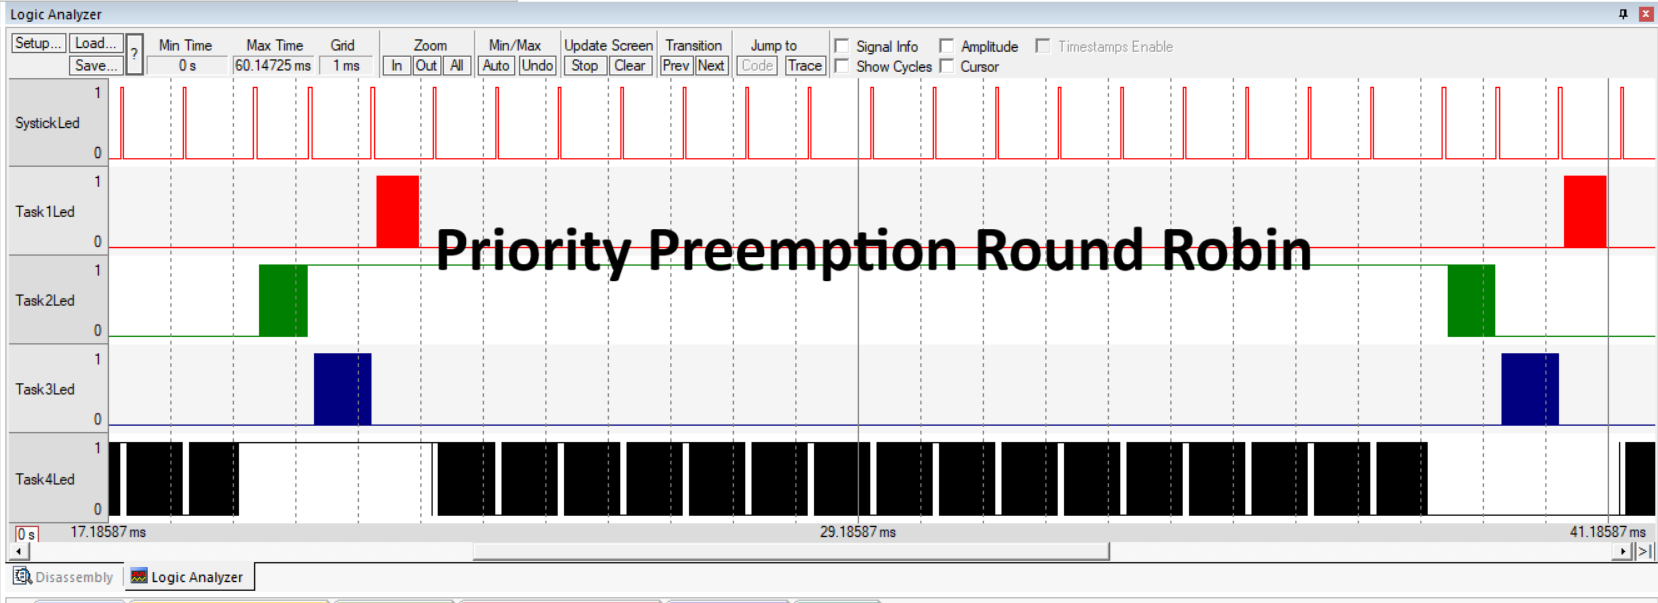 Logic Analyzer
Setup... Load... ? Min Time Max Time Grid Zoom Min/Max Update Screen Transition Jump to Signal Info Amplitude Timestamps Enable
Save... 0 s 60.14725 ms 1 ms In Out All Auto Undo Stop Clear Prev Next Code Trace Show Cycles Cursor
1
SystickLed
0
1
Task1Led
0
Priority Preemption Round Robin
1
Task2Led
0
1
Task3Led
0
1
Task4Led
0
0 s 17.18587 ms 29.18587 ms 41.18587 ms
Disassembly Logic Analyzer